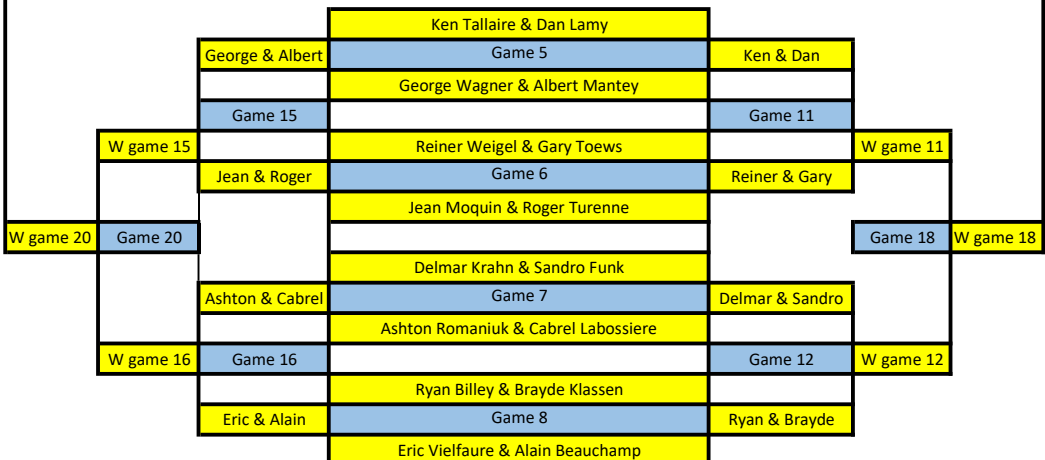 Ken Tallaire & Dan Lamy
George & Albert Game 5 Ken & Dan
George Wagner & Albert Mantey
Game 15 Game 11
W game 15 Reiner Weigel & Gary Toews W game 11
Jean & Roger Game 6 Reiner & Gary
Jean Moquin & Roger Turenne
W game 20 Game 20 Game 18 W game 18
Delmar Krahn & Sandro Funk
Ashton & Cabrel Game 7 Delmar & Sandro
Ashton Romaniuk & Cabrel Labossiere
W game 16 Game 16 Game 12 W game 12
Ryan Billey & Brayde Klassen
Eric & Alain Game 8 Ryan & Brayde
Eric Vielfaure & Alain Beauchamp